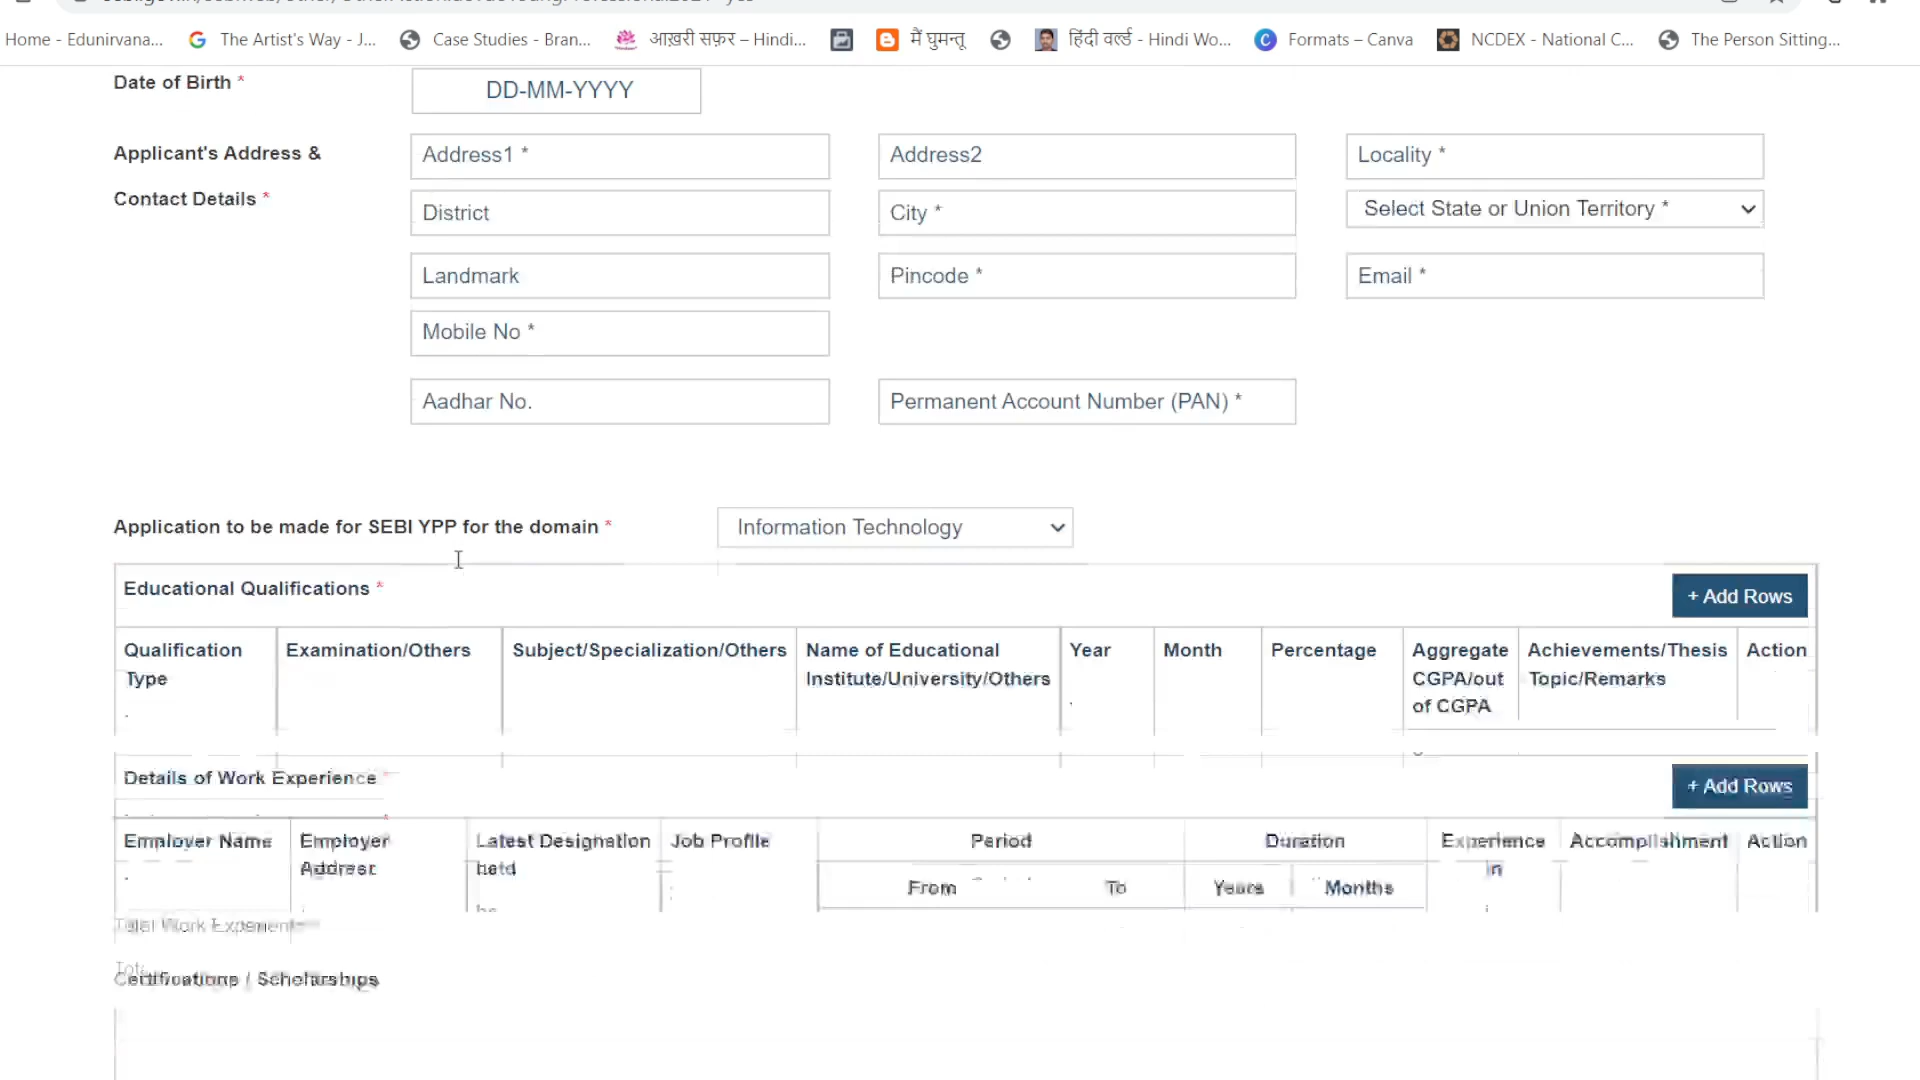 Home - Edunirvana... The Artist's Way - J... Case Studies - Bran... आख़री सफ़र – Hindi... मैं घुमन्तू हिंदी वर्ल्ड - Hindi Wo... Formats – Canva NCDEX - National C... The Person Sitting...
Date of Birth * DD-MM-YYYY
Applicant's Address & Address1 * Address2 Locality *
Contact Details * District City * Select State or Union Territory *
Landmark Pincode * Email *
Mobile No *
Aadhar No. Permanent Account Number (PAN) *
Application to be made for SEBI YPP for the domain * Information Technology
Educational Qualifications * + Add Rows
Qualification Examination/Others Subject/Specialization/Others Name of Educational Year Month Percentage Aggregate Achievements/Thesis Action
Type Institute/University/Others CGPA/out Topic/Remarks
of CGPA
Details of Work Experience + Add Rows
Employer Name Employer Latest Designation Job Profile Period Duration Experience Accomplishment Action
Address held in
From To Years Months
Total Work Experience
Certifications / Scholarships